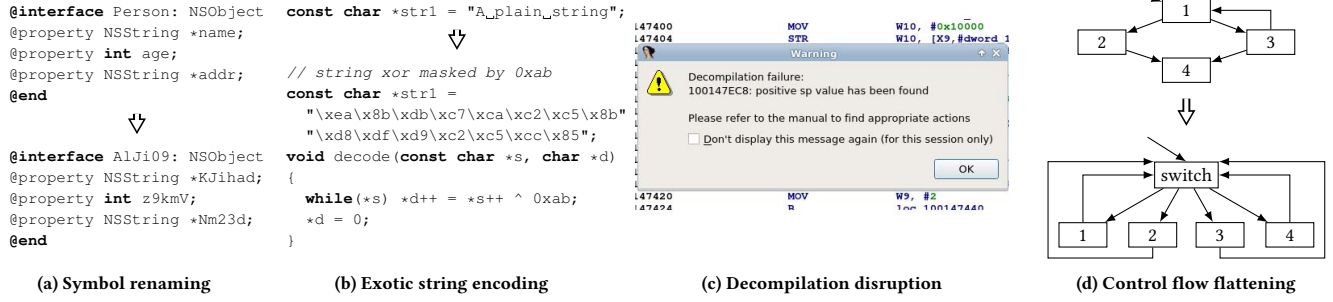 @interface Person: NSObject
@property NSString *name;
@property int age;
@property NSString *addr;
@end
@interface AlJi09: NSObject
@property NSString *KJihad;
@property int z9kmV;
@property NSString *Nm23d;
@end
(a) Symbol renaming
const char *str1 = "A␣plain␣string";
// string xor masked by 0xab
const char *str1 =
"\xea\x8b\xdb\xc7\xca\xc2\xc5\x8b"
"\xd8\xdf\xd9\xc2\xc5\xcc\x85";
void decode(const char *s, char *d)
{
while(*s) *d++ = *s++ ^ 0xab;
*d = 0;
}
(b) Exotic string encoding
147400 MOV W10, #0x10000
147404 STR W10, [X9,#dword_1
Warning
Decompilation failure:
100147EC8: positive sp value has been found
Please refer to the manual to find appropriate actions
Don't display this message again (for this session only)
OK
147420 MOV W9, #2
147424 B loc_100147440
(c) Decompilation disruption
1
2
3
4
switch
1
2
3
4
(d) Control flow flattening